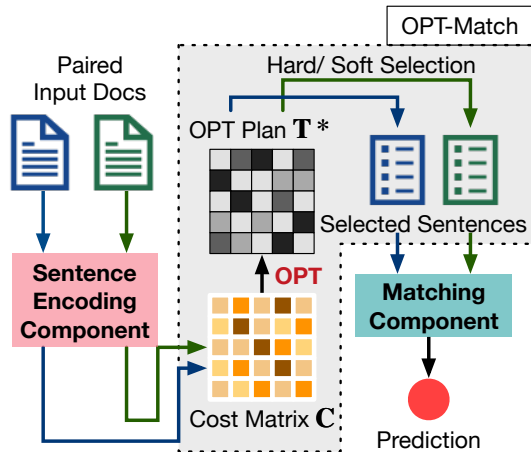 OPT-Match
Paired
Input Docs
Hard/ Soft Selection
OPT Plan T *
Selected Sentences
OPT
Sentence
Encoding
Component
Matching
Component
Cost Matrix C
Prediction